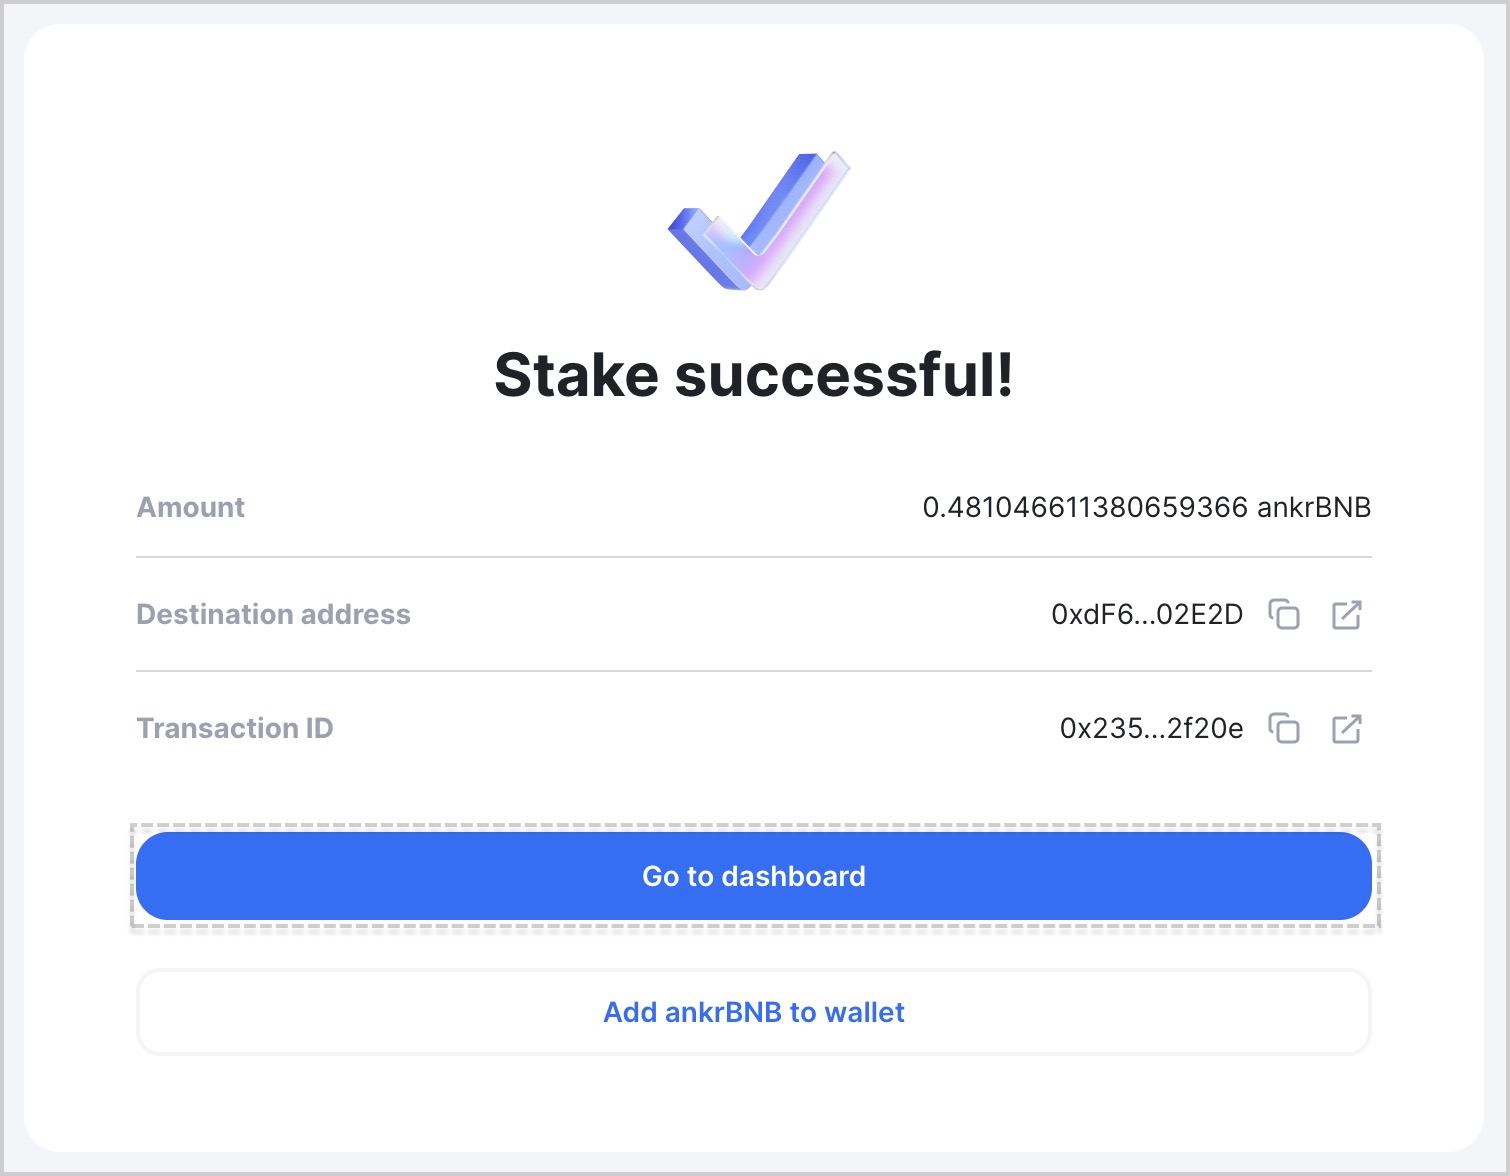 Stake successful!
Amount 0.481046611380659366 ankrBNB
Destination address 0xdF6...02E2D
Transaction ID 0x235...2f20e
Go to dashboard
Add ankrBNB to wallet